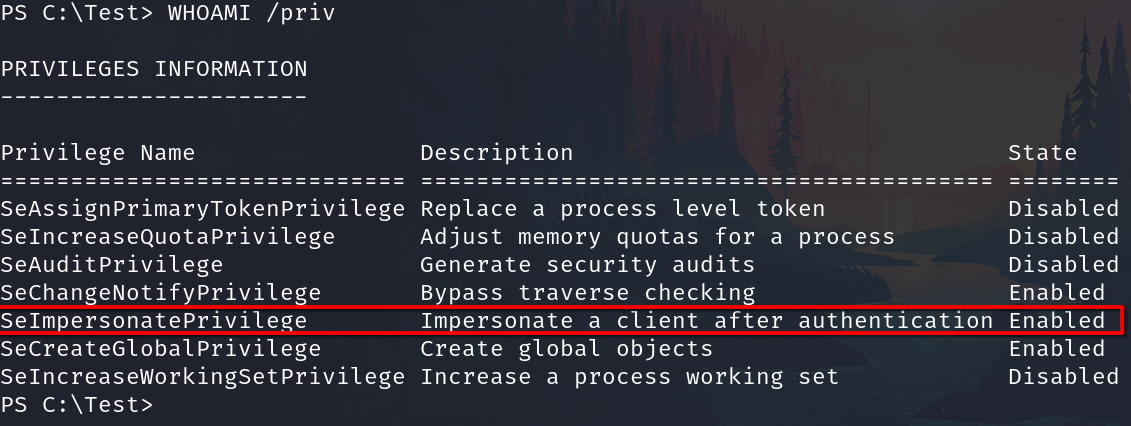 PS C:\Test> WHOAMI /priv
PRIVILEGES INFORMATION
----------------------
Privilege Name                Description                               State
============================= ========================================= ========
SeAssignPrimaryTokenPrivilege Replace a process level token             Disabled
SeIncreaseQuotaPrivilege      Adjust memory quotas for a process        Disabled
SeAuditPrivilege              Generate security audits                  Disabled
SeChangeNotifyPrivilege       Bypass traverse checking                  Enabled
SeImpersonatePrivilege        Impersonate a client after authentication Enabled
SeCreateGlobalPrivilege       Create global objects                     Enabled
SeIncreaseWorkingSetPrivilege Increase a process working set            Disabled
PS C:\Test>